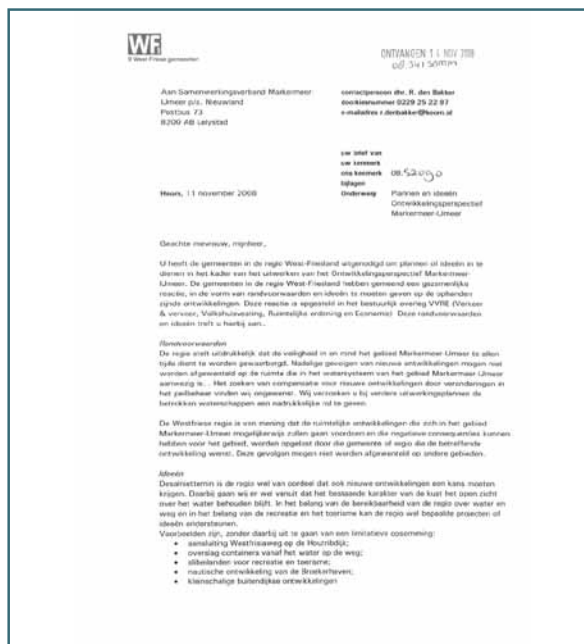 WF
9 West-Friese gemeenten
ONTVANGEN 1 NOV 2008
Aan Samenwerkingsverband Markermeer-
IJmeer p/a. Nieuwland
Postbus 73
8200 AB Lelystad
contactpersoon dhr. R. den Bakker
doorkiesnummer 0229 25 22 97
e-mailadres r.denbakker@hoorn.nl
uw brief van
uw kenmerk
ons kenmerk 08.52090
bijlagen
Hoorn, 11 november 2008
Onderwerp Plannen en ideeën
Ontwikkelingsperspectief
Markermeer-IJmeer
Geachte mevrouw, mijnheer,
U heeft de gemeenten in de regio West-Friesland uitgenodigd om plannen of ideeën in te
dienen in het kader van het uitwerken van het Ontwikkelingsperspectief Markermeer-
IJmeer. De gemeenten in de regio West-Friesland hebben gemeend een gezamenlijke
reactie, in de vorm van randvoorwaarden en ideeën te moeten geven op de ophanden
zijnde ontwikkelingen. Deze reactie is opgesteld in het bestuurlijk overleg VVRE (Verkeer
& vervoer, Volkshuisvesting, Ruimtelijke ordening en Economie). Deze randvoorwaarden
en ideeën treft u hierbij aan.
Randvoorwaarden
De regio stelt uitdrukkelijk dat de veiligheid in en rond het gebied Markermeer-IJmeer te allen
tijde dient te worden gewaarborgd. Nadelige gevolgen van nieuwe ontwikkelingen mogen niet
worden afgewenteld op de ruimte die in het watersysteem van het gebied Markermeer-IJmeer
aanwezig is... Het zoeken van compensatie voor nieuwe ontwikkelingen door veranderingen in
het peilbeheer vinden wij ongewenst. Wij verzoeken u bij verdere uitwerkingsplannen de
betrokken waterschappen een nadrukkelijke rol te geven.
De Westfriese regio is van mening dat de ruimtelijke ontwikkelingen die zich in het gebied
Markermeer-IJmeer mogelijkerwijs zullen gaan voordoen en die negatieve consequenties kunnen
hebben voor het gebied, worden opgelost door die gemeente of regio die de betreffende
ontwikkeling wenst. Deze gevolgen mogen niet worden afgewenteld op andere gebieden.
Ideeën
Desalniettemin is de regio wel van oordeel dat ook nieuwe ontwikkelingen een kans moeten
krijgen. Daarbij gaan wij er wel vanuit dat het bestaande karakter van de kust het open zicht
over het water behouden blijft. In het belang van de bereikbaarheid van de regio over water en
weg en in het belang van de recreatie en het toerisme kan de regio wel bepaalde projecten of
ideeën ondersteunen.
Voorbeelden zijn, zonder daarbij uit te gaan van een limitatieve opsomming:
• aansluiting Westfrisiaweg op de Houtribdijk;
• overslag containers vanaf het water op de weg;
• slibeilanden voor recreatie en toerisme;
• nautische ontwikkeling van de Broekerhaven;
• kleinschalige buitendijkse ontwikkelingen